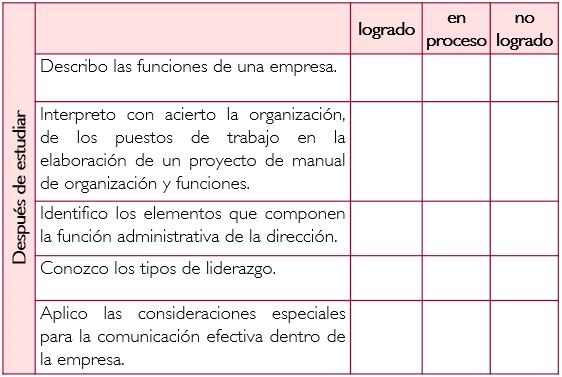 logrado
en
proceso
no
logrado
Después de estudiar
Describo las funciones de una empresa.
Interpreto con acierto la organización,
de los puestos de trabajo en la
elaboración de un proyecto de manual
de organización y funciones.
Identifico los elementos que componen
la función administrativa de la dirección.
Conozco los tipos de liderazgo.
Aplico las consideraciones especiales
para la comunicación efectiva dentro de
la empresa.